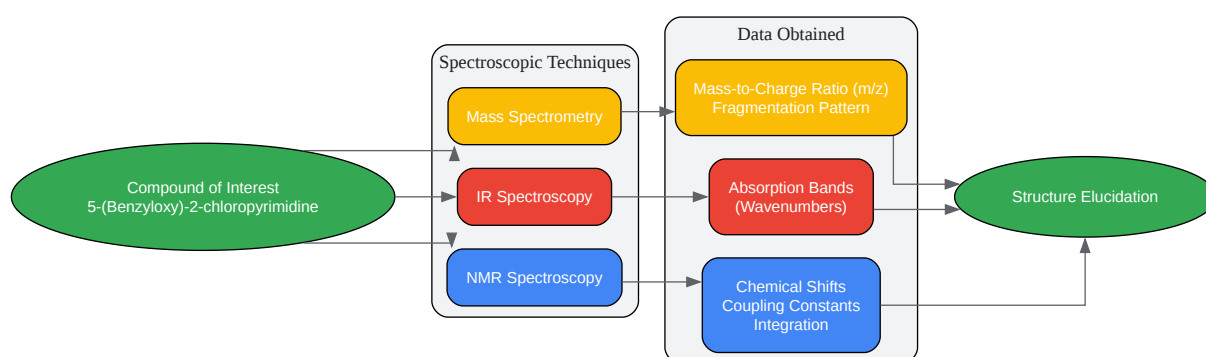 Data Obtained
Spectroscopic Techniques
Mass-to-Charge Ratio (m/z)
Fragmentation Pattern
Mass Spectrometry
Compound of Interest
5-(Benzyloxy)-2-chloropyrimidine
IR Spectroscopy
Absorption Bands
(Wavenumbers)
Structure Elucidation
NMR Spectroscopy
Chemical Shifts
Coupling Constants
Integration